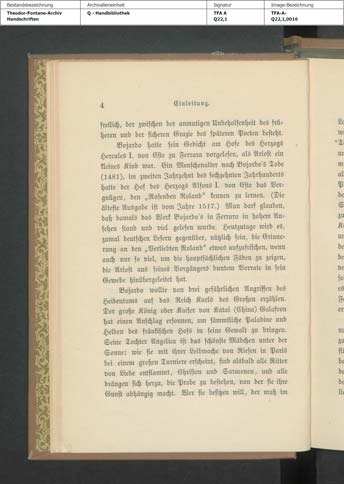 Bestandsbezeichnung Archivalieneinheit Signatur Image-Bezeichnung
Theodor-Fontane-Archiv Q - Handbibliothek TFA A TFA-A-
Handschriften Q22,1 Q22,1,0016
4 Einleitung.
freilich, der zwischen der anmutigen Unbeholfenheit des frü-
heren und der sicheren Grazie des späteren Poeten besteht.
Bojardo hatte sein Gedicht am Hofe des Herzogs
Hercules I. von Este zu Ferrara vorgelesen, als Ariost ein
kleines Kind war. Ein Menschenalter nach Bojardo's Tode
(1494), im zweiten Jahrzehnt des sechzehnten Jahrhunderts
hatte der Hof des Herzogs Alfons I. von Este das Ver-
gnügen, den „Rasenden Roland" kennen zu lernen. (Die
älteste Ausgabe ist vom Jahre 1517.) Man darf glauben,
daß damals das Werk Bojardo's in Ferrara in hohem An-
sehen stand und viel gelesen wurde. Heutzutage wird es,
zumal deutschen Lesern gegenüber, nützlich sein, die Erinne-
rung an den „Verliebten Roland" etwas aufzufrischen, wenn
auch nur so viel, um die hauptsächlichen Fäden zu zeigen,
die Ariost aus seines Vorgängers buntem Vorrate in sein
Gewebe hinübergeleitet hat.
Bojardo wollte von drei gefährlichen Angriffen des
Heidentums auf das Reich Karls des Großen erzählen.
Der große König oder Kaiser von Katai (China) Galafron
hat einen Anschlag ersonnen, um sämmtliche Paladine und
Helden des fränkischen Hofs in seine Gewalt zu bringen.
Seine Tochter Angelica ist das schönste Mädchen unter der
Sonne: wie sie mit ihrer Leibwache von Riesen in Paris
bei einem großen Turniere erscheint, sind alsbald alle Ritter
von Liebe entflammt, Christen und Sarazenen, und alle
drängen sich herzu, die Probe zu bestehen, von der sie ihre
Gunst abhängig macht. Wer sie besitzen will, der muß im